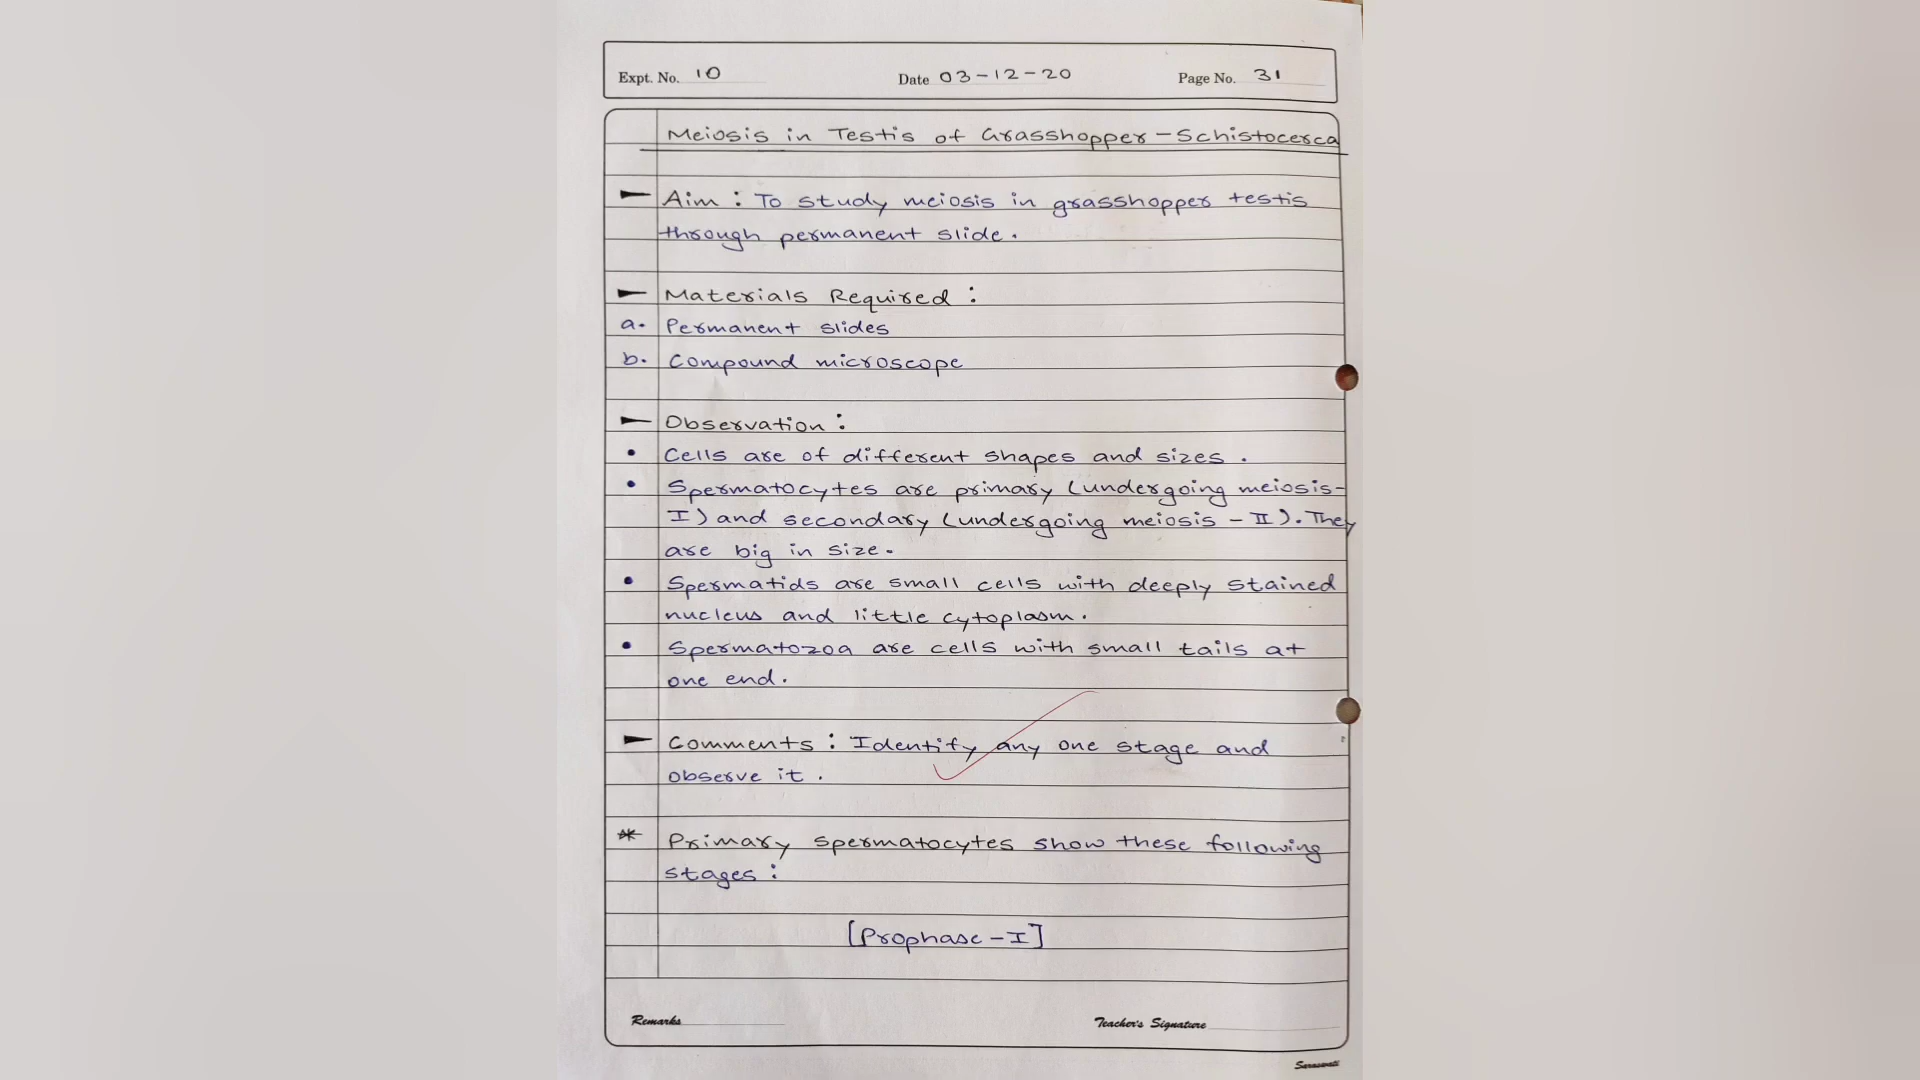 Expt. No. 10 Date 03-12-20 Page No. 31
Meiosis in Testis of Grasshopper - Schistocerca
Aim : To study meiosis in grasshopper testis
through permanent slide.
Materials Required :
a. Permanent slides
b. Compound microscope
Observation :
• Cells are of different shapes and sizes .
• Spermatocytes are primary (undergoing meiosis-
I) and secondary (undergoing meiosis - II). They
are big in size.
• Spermatids are small cells with deeply stained
nucleus and little cytoplasm.
• Spermatozoa are cells with small tails at
one end.
Comments : Identify any one stage and
observe it .
* Primary spermatocytes show these following
stages :
[Prophase - I]
Remarks Teacher's Signature
Saraswati